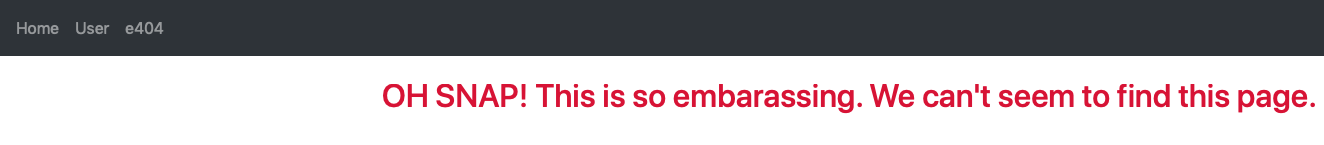 Home User e404
OH SNAP! This is so embarassing. We can't seem to find this page.